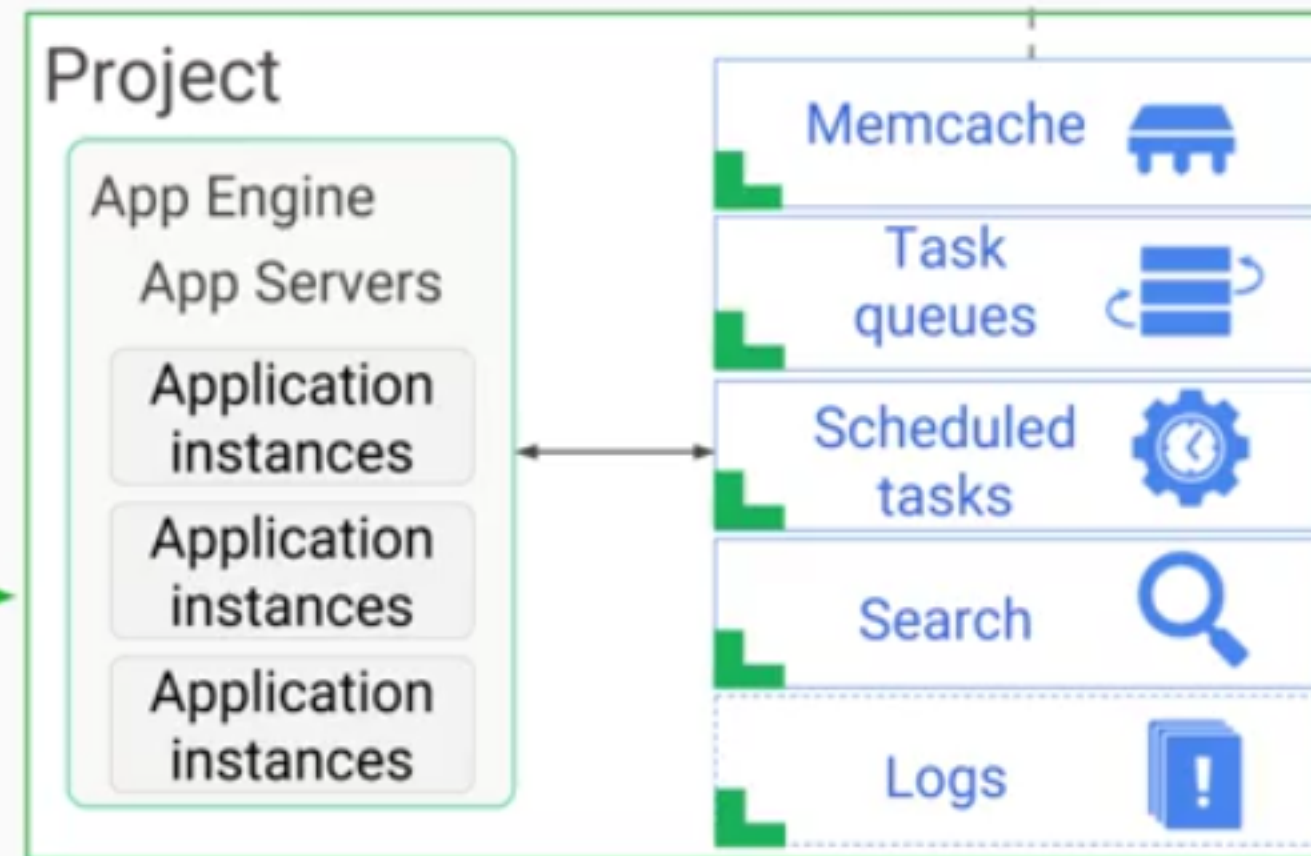 Project
App Engine
App Servers
Application
instances
Application
instances
Application
instances
Memcache
Task
queues
Scheduled
tasks
Search
Logs